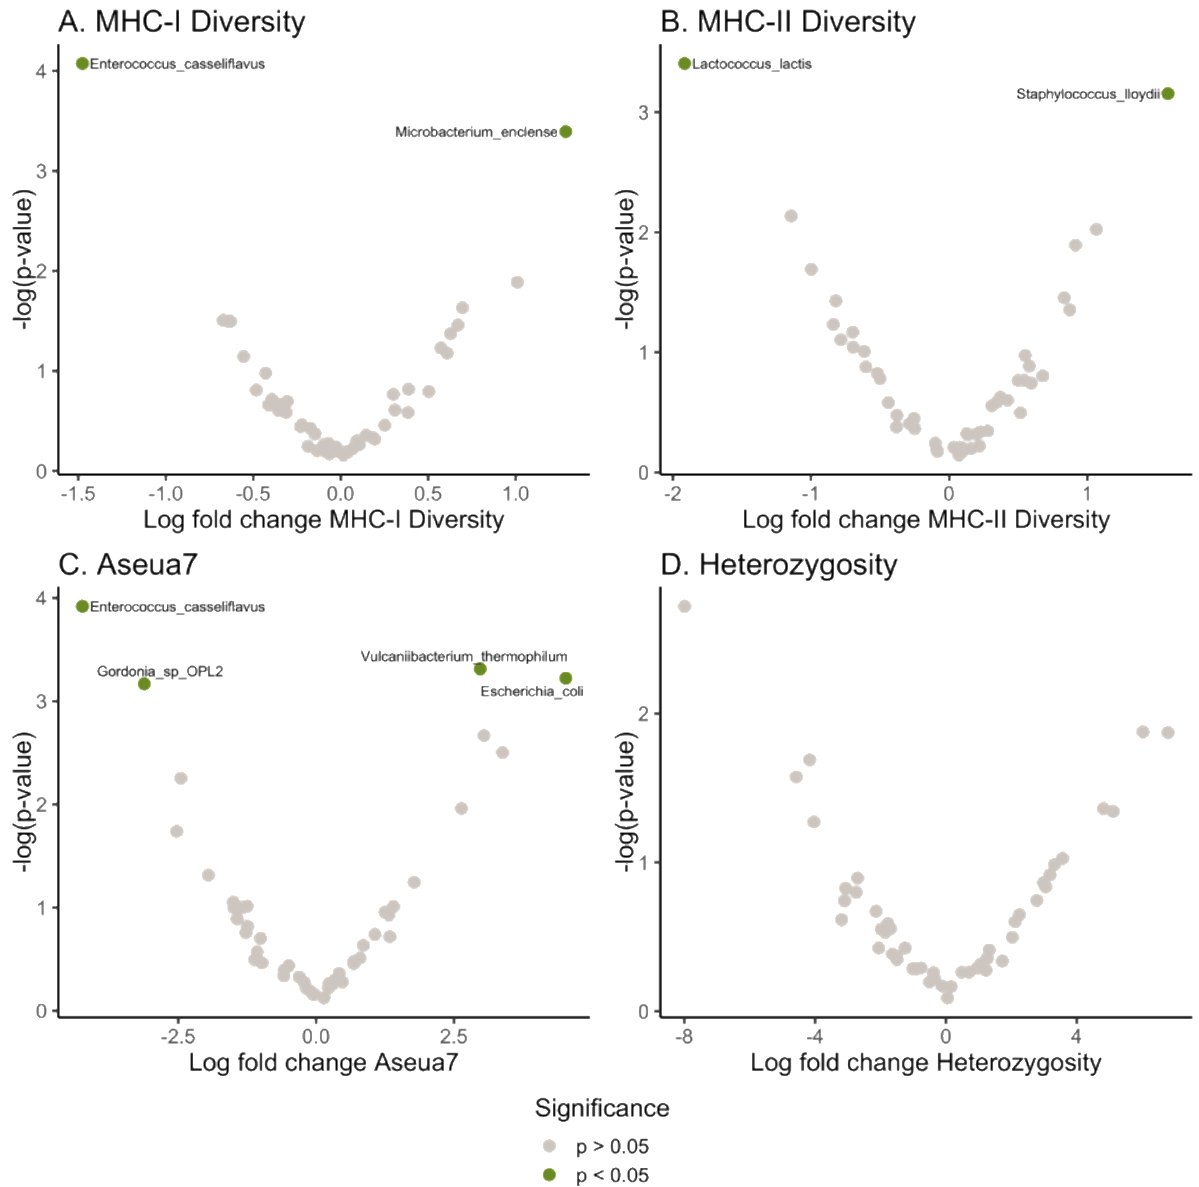 A. MHC-I Diversity
-log(p-value)
4
3
2
1
0
Enterococcus_casseliflavus
Microbacterium_enclense
-1.5 -1.0 -0.5 0.0 0.5 1.0
Log fold change MHC-I Diversity
B. MHC-II Diversity
-log(p-value)
3
2
1
0
Lactococcus_lactis
Staphylococcus_lloydii
-2 -1 0 1
Log fold change MHC-II Diversity
C. Aseua7
-log(p-value)
4
3
2
1
0
Enterococcus_casseliflavus
Gordonia_sp_OPL2
Vulcaniibacterium_thermophilum
Escherichia_coli
-2.5 0.0 2.5
Log fold change Aseua7
D. Heterozygosity
-log(p-value)
2
1
0
-8 -4 0 4
Log fold change Heterozygosity
Significance
p > 0.05
p < 0.05